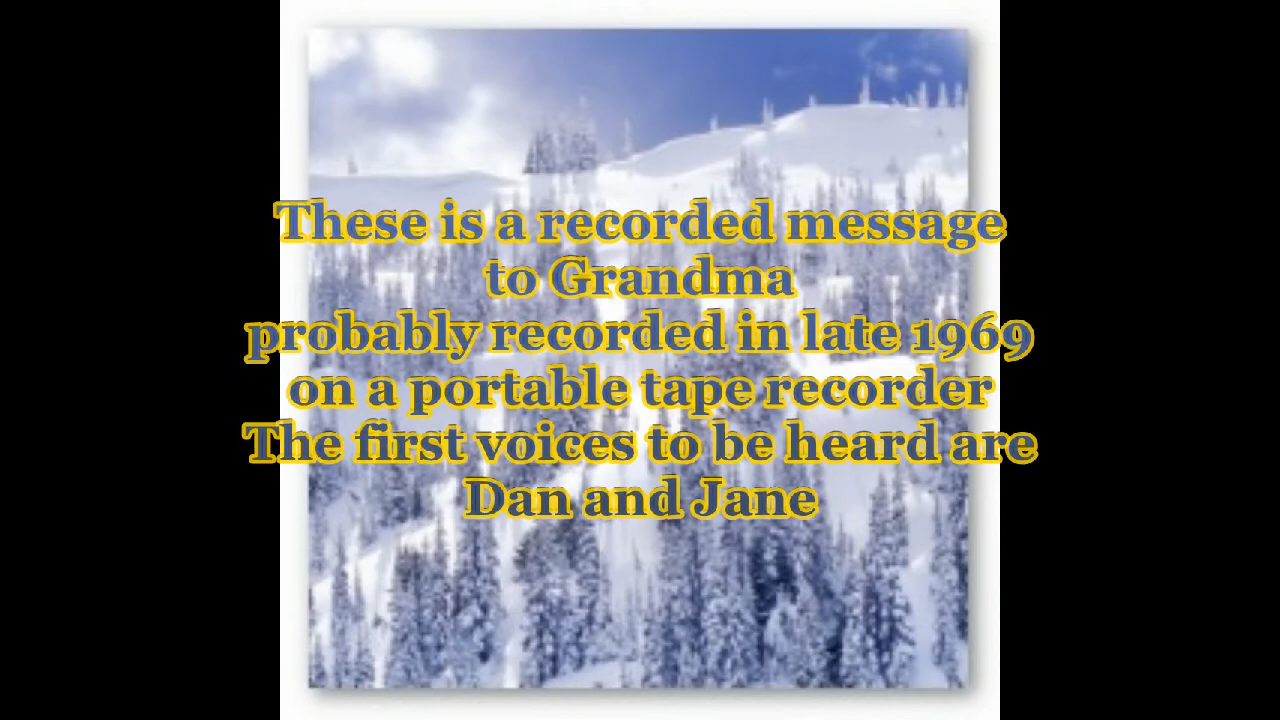 These is a recorded message
to Grandma
probably recorded in late 1969
on a portable tape recorder
The first voices to be heard are
Dan and Jane